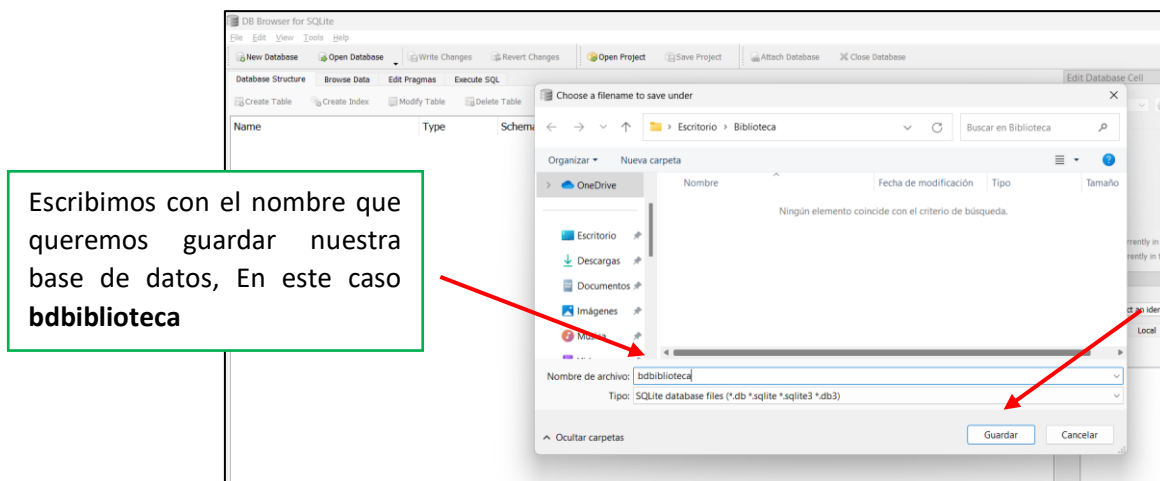 DB Browser for SQLite
File Edit View Tools Help
New Database Open Database Write Changes Revert Changes Open Project Save Project Attach Database Close Database
Database Structure Browse Data Edit Pragmas Execute SQL
Edit Database Cell
Create Table Create Index Modify Table Delete Table
Name Type Schema
Choose a filename to save under
Escritorio Biblioteca
Buscar en Biblioteca
Organizar Nueva carpeta
OneDrive
Nombre Fecha de modificación Tipo Tamaño
Ningún elemento coincide con el criterio de búsqueda.
Escritorio
Descargas
Documentos
Imágenes
Música
Escribimos con el nombre que
queremos guardar nuestra
base de datos, En este caso
bdbiblioteca
Local
Nombre de archivo: bdbiblioteca
Tipo: SQLite database files (*.db *.sqlite *.sqlite3 *.db3)
Ocultar carpetas
Guardar Cancelar